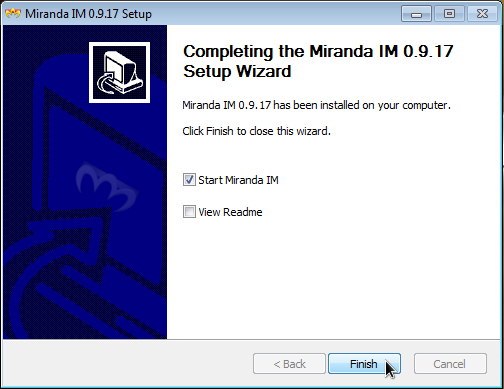 Miranda IM 0.9.17 Setup
Completing the Miranda IM 0.9.17
Setup Wizard
Miranda IM 0.9.17 has been installed on your computer.
Click Finish to close this wizard.
Start Miranda IM
View Readme
< Back
Finish
Cancel